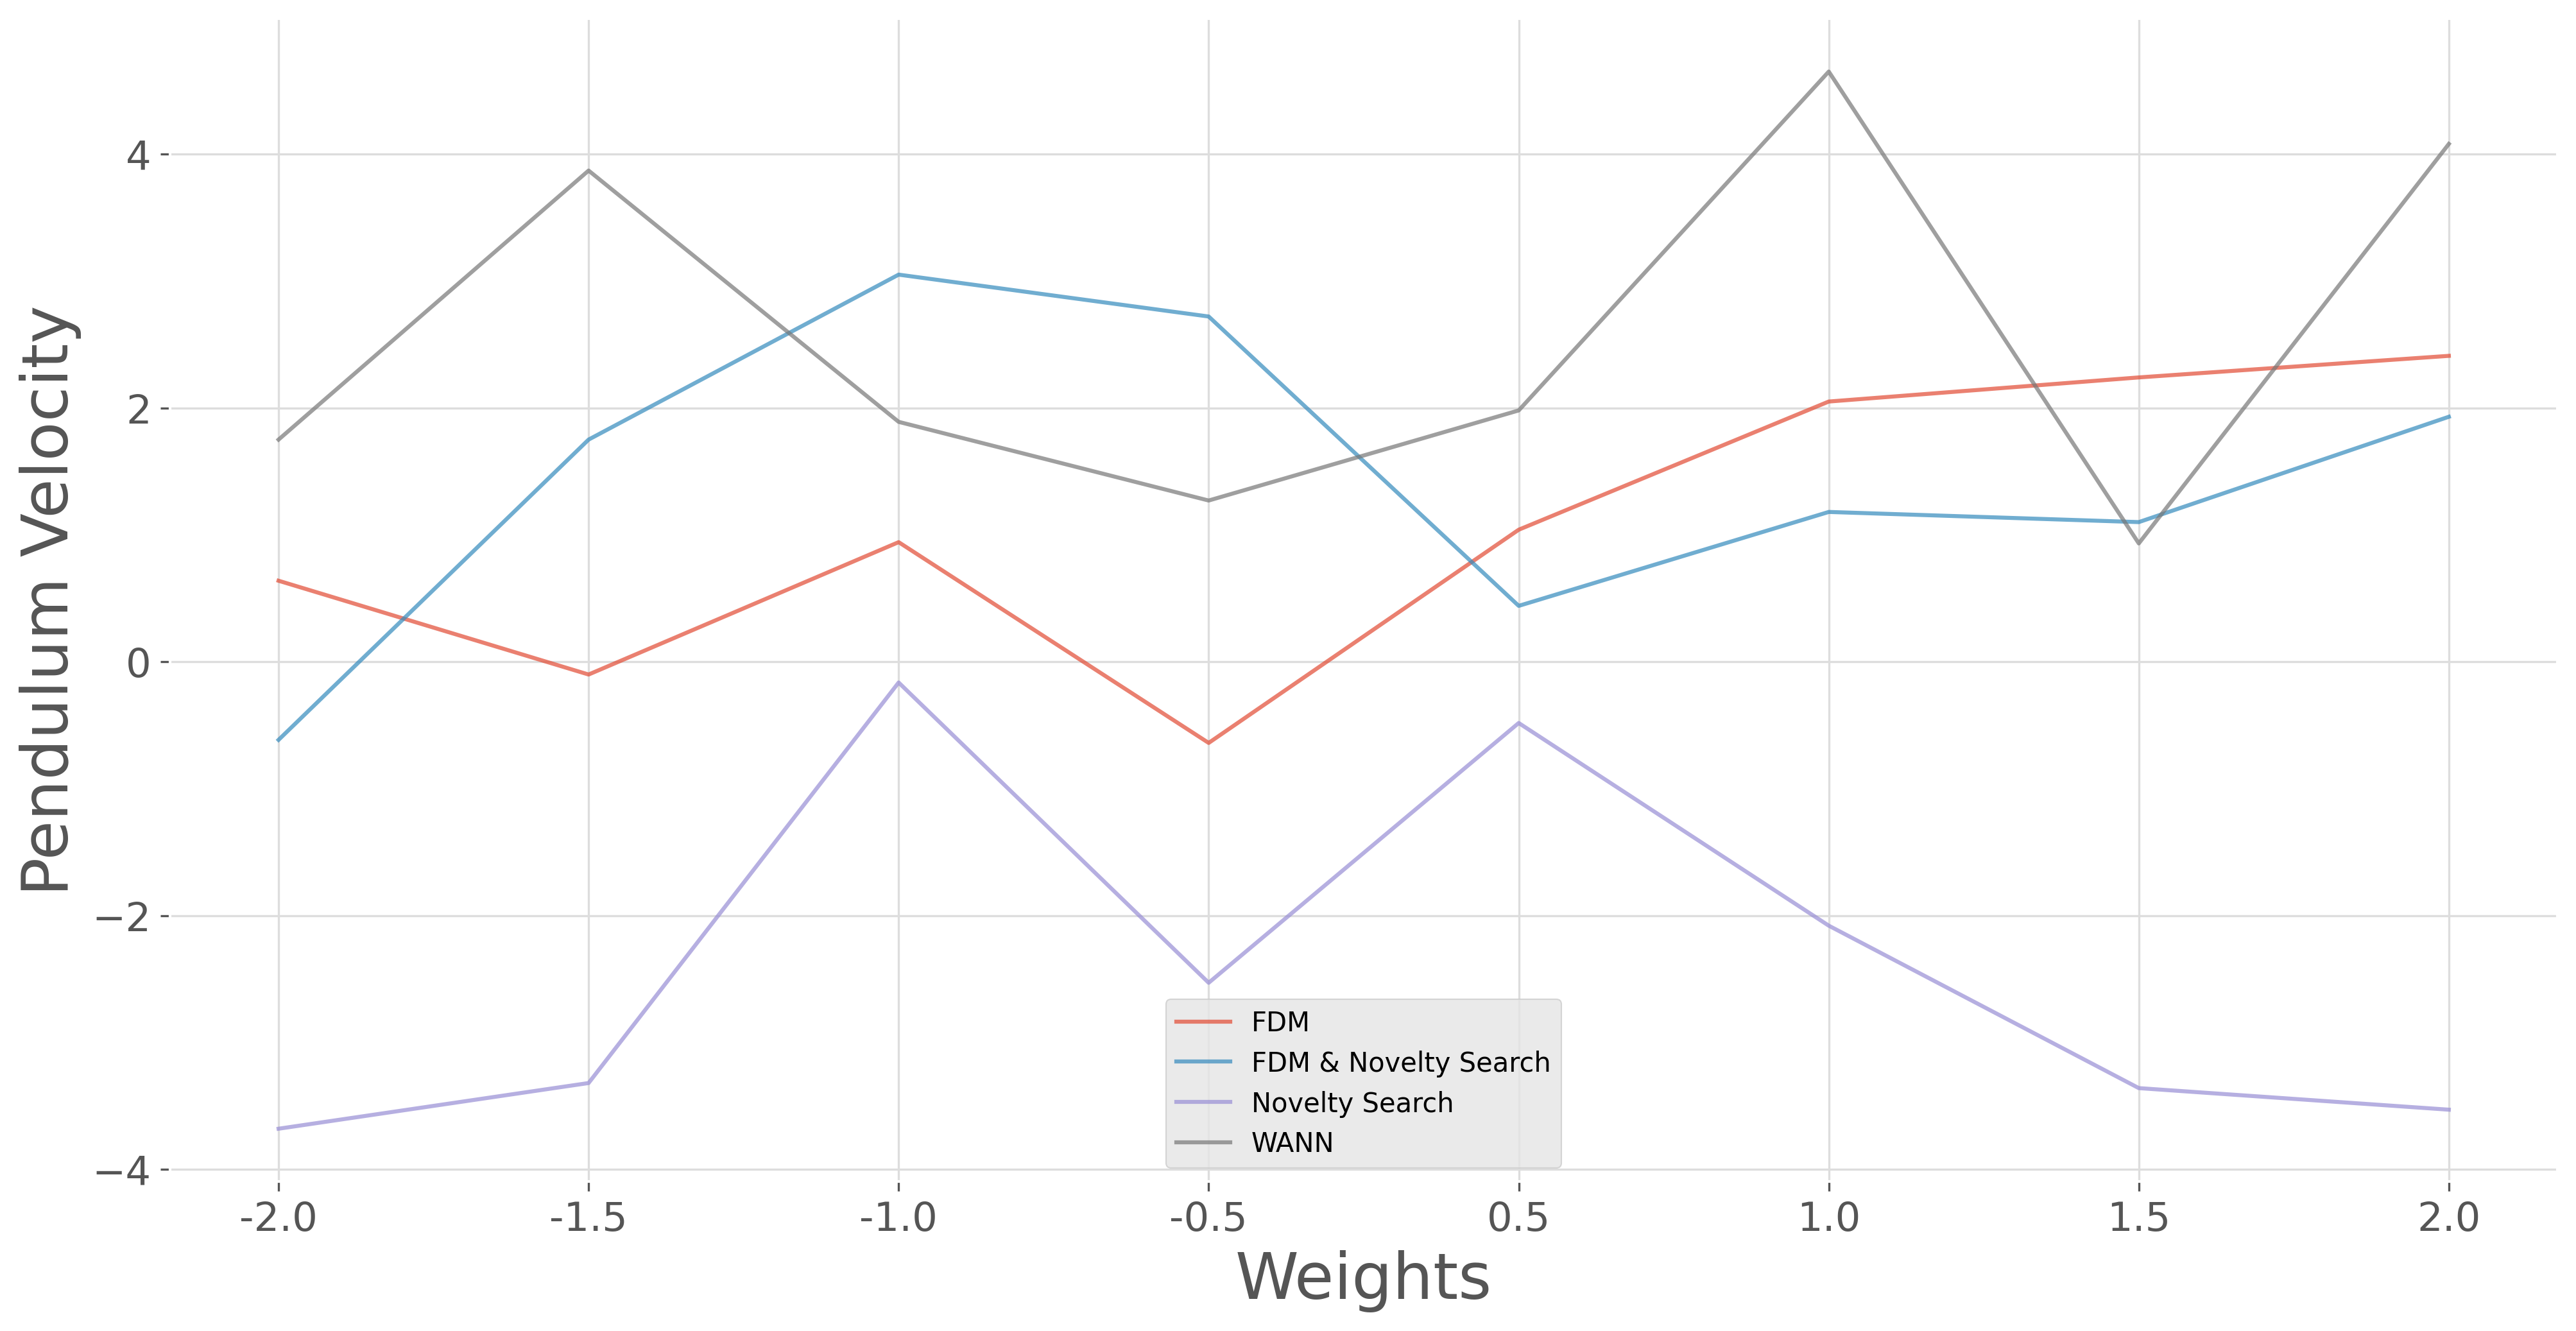 Pendulum Velocity
4
2
0
−2
−4
FDM
FDM & Novelty Search
Novelty Search
WANN
-2.0 -1.5 -1.0 -0.5 0.5 1.0 1.5 2.0
Weights